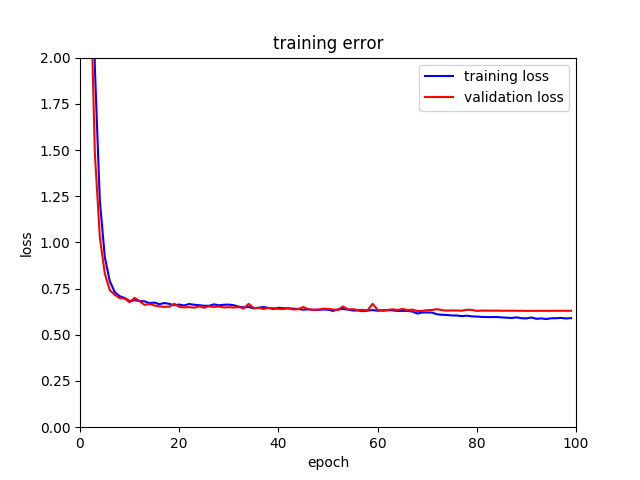 training error
training loss
validation loss
2.00
1.75
1.50
1.25
1.00
0.75
0.50
0.25
0.00
loss
0 20 40 60 80 100
epoch